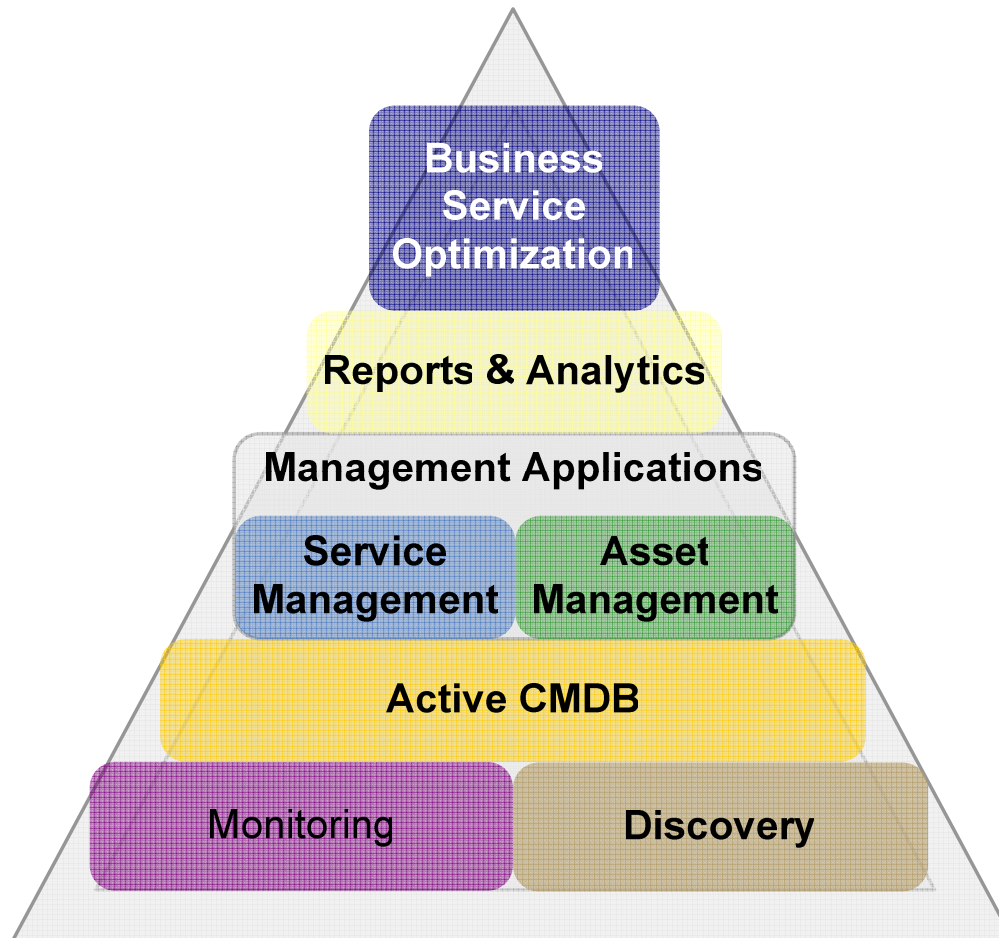 Business
Service
Optimization
Reports & Analytics
Management Applications
Service
Management
Asset
Management
Active CMDB
Monitoring
Discovery